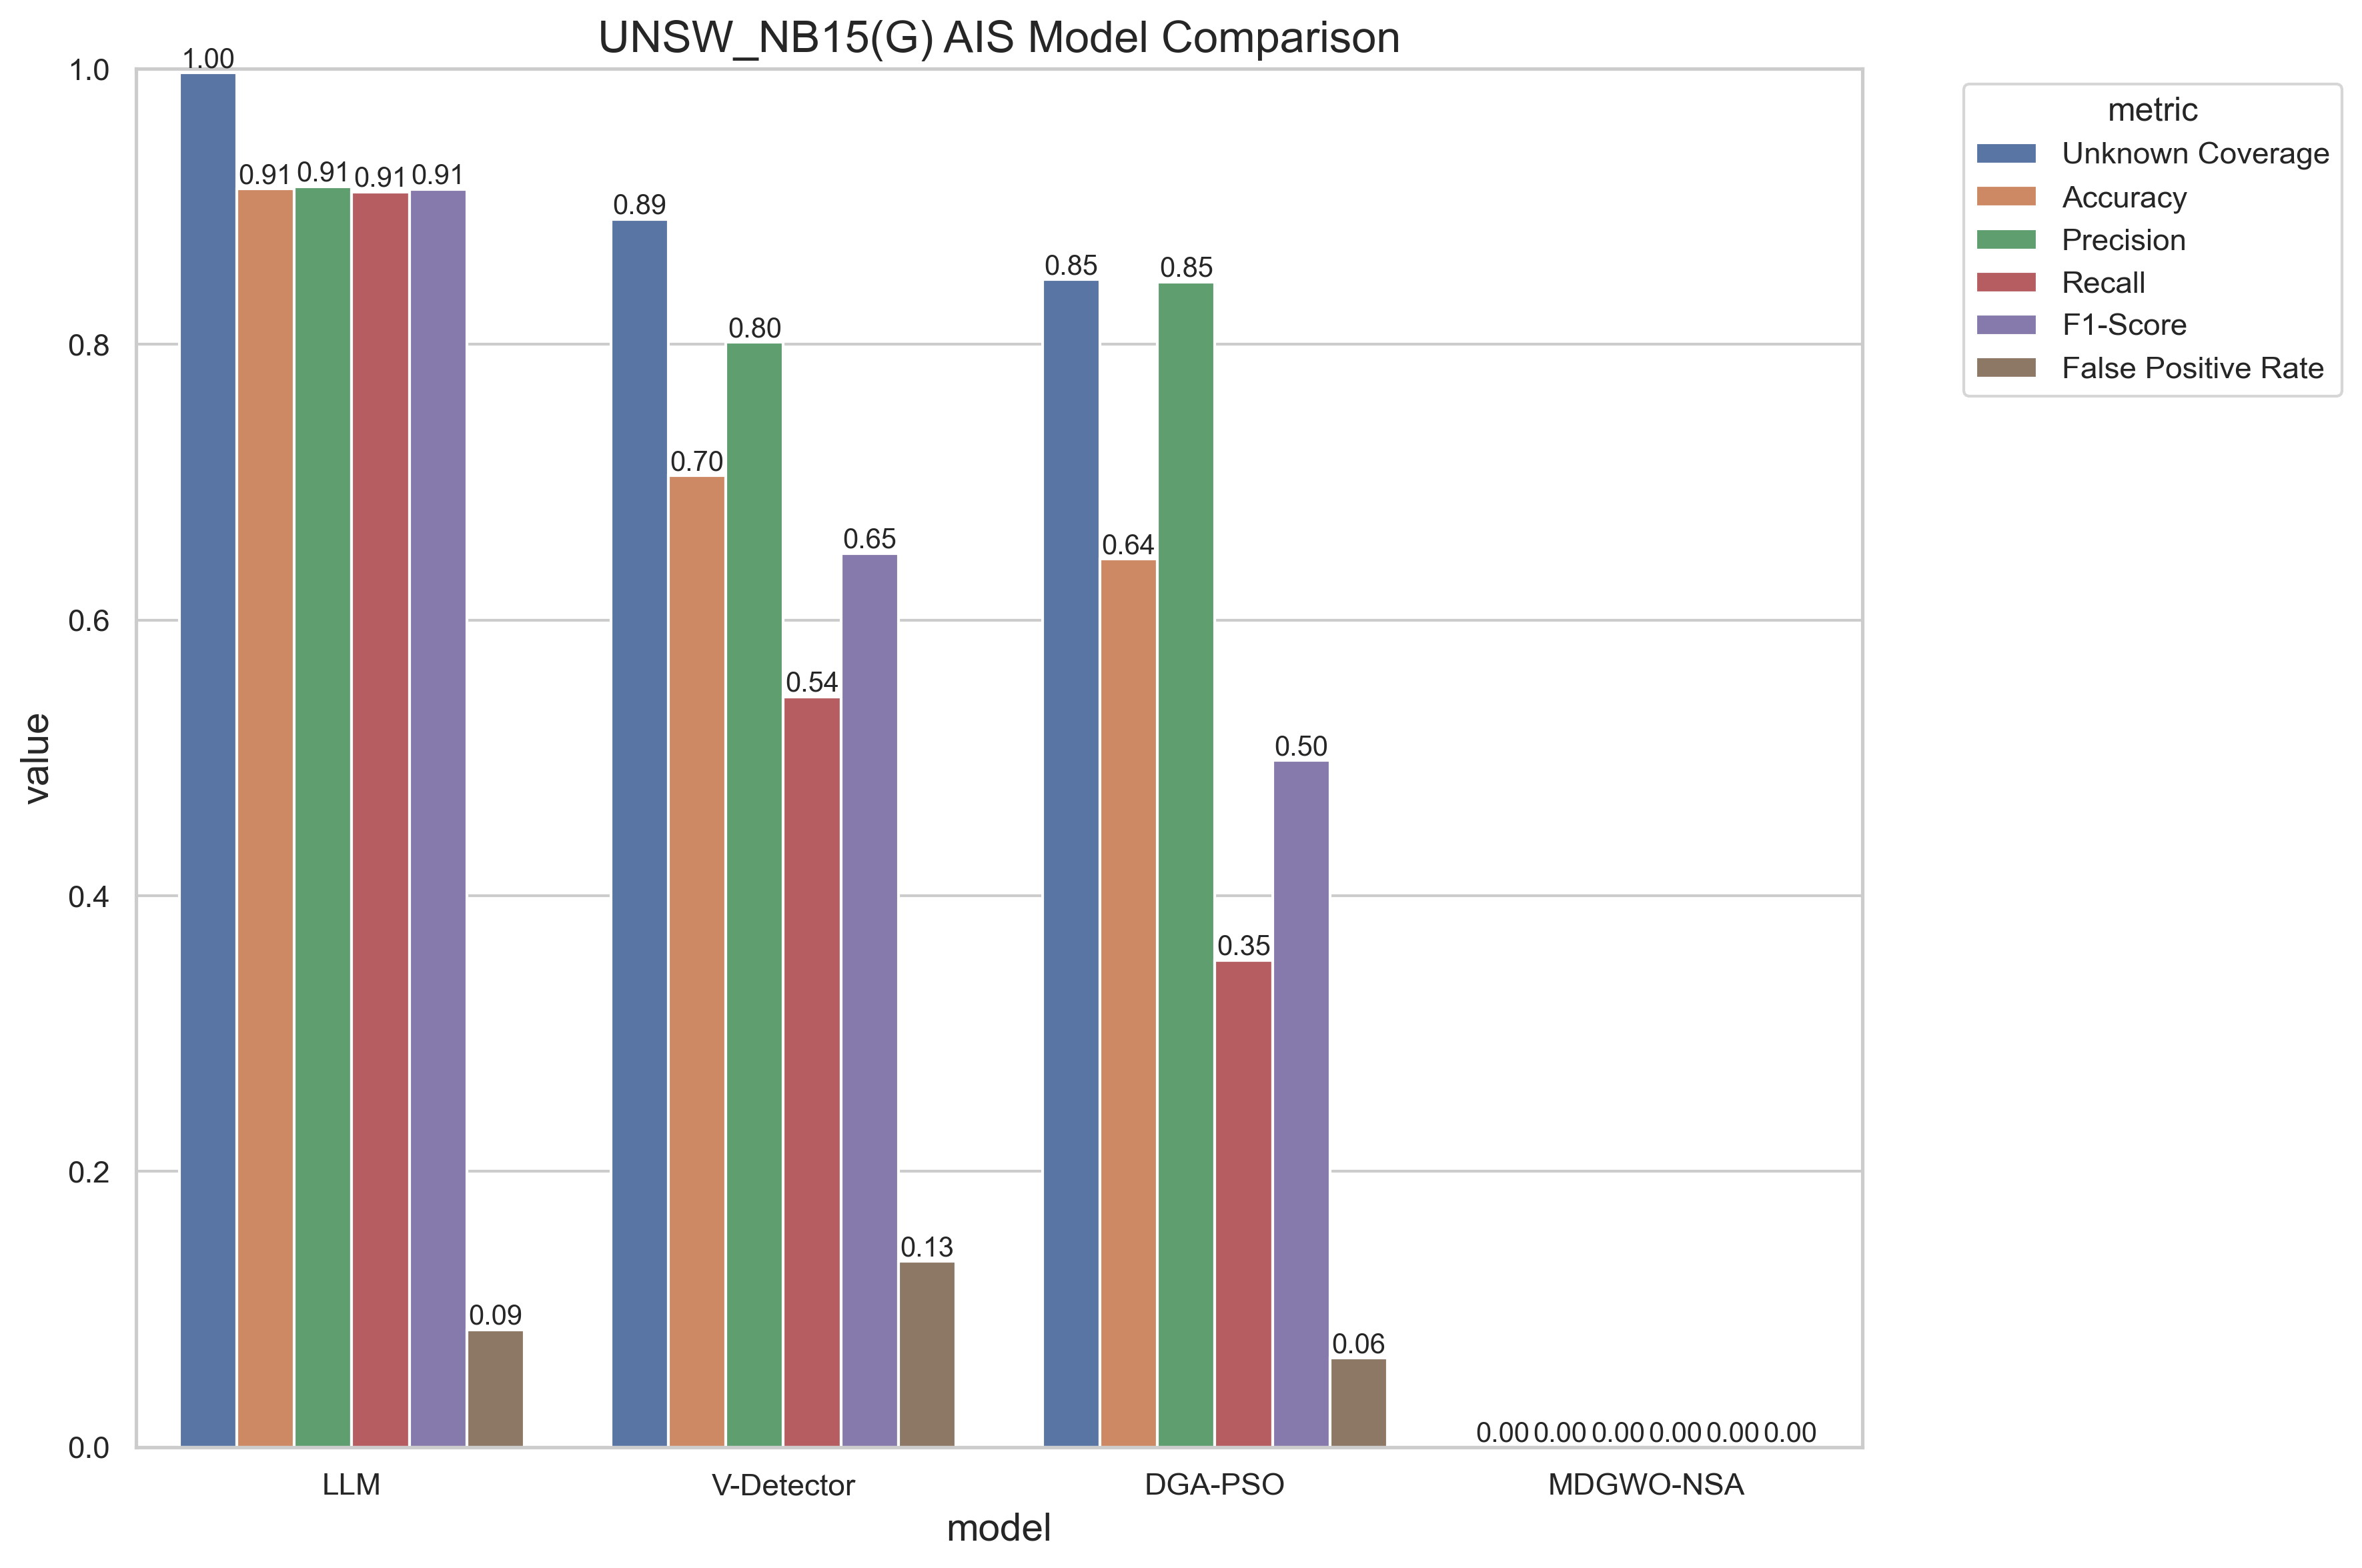 UNSW_NB15(G) AIS Model Comparison
metric
Unknown Coverage
Accuracy
Precision
Recall
F1-Score
False Positive Rate
value
1.0
0.8
0.6
0.4
0.2
0.0
1.00
0.91
0.91
0.91
0.91
0.09
0.89
0.70
0.80
0.54
0.65
0.13
0.85
0.64
0.85
0.35
0.50
0.06
0.00 0.00 0.00 0.00 0.00 0.00
LLM
V-Detector
DGA-PSO
MDGWO-NSA
model